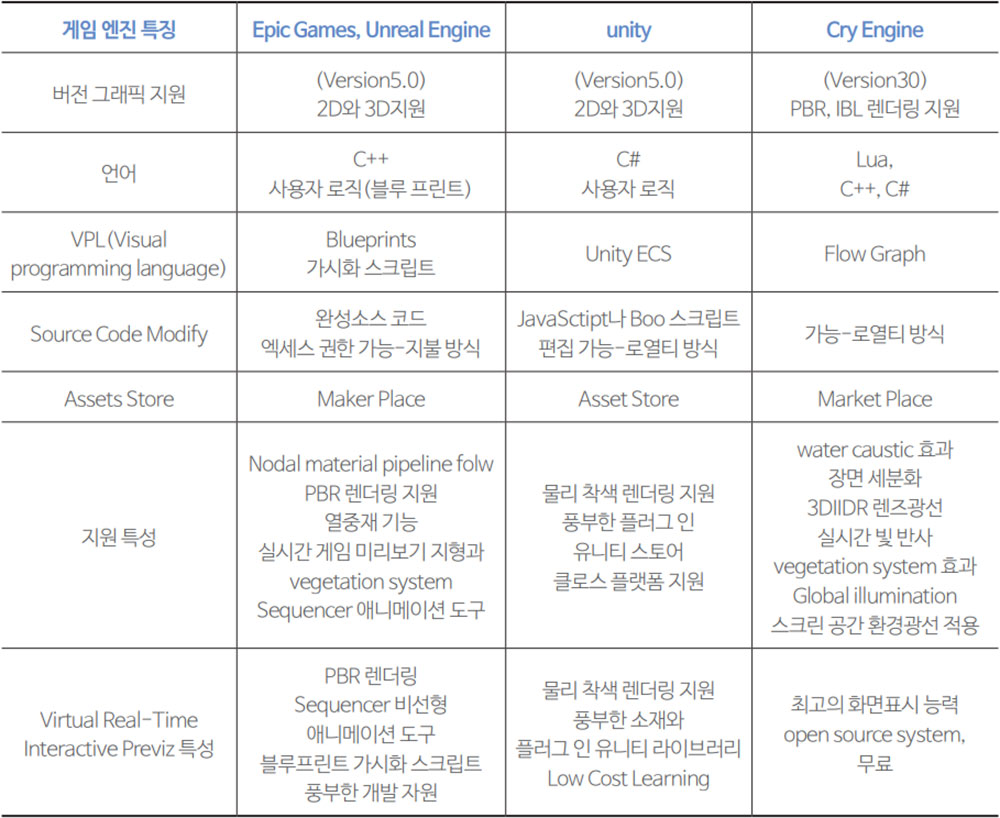 게임 엔진 특징
Epic Games, Unreal Engine
unity
Cry Engine
버전 그래픽 지원
(Version5.0)
2D와 3D지원
(Version5.0)
2D와 3D지원
(Version30)
PBR, IBL 렌더링 지원
언어
C++
사용자 로직(블루 프린트)
C#
사용자 로직
Lua,
C++, C#
VPL(Visual
programming language)
Blueprints
가시화 스크립트
Unity ECS
Flow Graph
Source Code Modify
완성소스 코드
엑세스 권한 가능-지불 방식
JavaSctipt나 Boo 스크립트
편집 가능-로열티 방식
가능-로열티 방식
Assets Store
Maker Place
Asset Store
Market Place
지원 특성
Nodal material pipeline folw
PBR 렌더링 지원
열중재 기능
실시간 게임 미리보기 지형과
vegetation system
Sequencer 애니메이션 도구
물리 착색 렌더링 지원
풍부한 플러그 인
유니티 스토어
클로스 플랫폼 지원
water caustic 효과
장면 세분화
3DIIDR 렌즈광선
실시간 빛 반사
vegetation system 효과
Global illumination
스크린 공간 환경광선 적용
Virtual Real-Time
Interactive Previz 특성
PBR 렌더링
Sequencer 비선형
애니메이션 도구
블루프린트 가시화 스크립트
풍부한 개발 자원
물리 착색 렌더링 지원
풍부한 소재와
플러그 인 유니티 라이브러리
Low Cost Learning
최고의 화면표시 능력
open source system,
무료